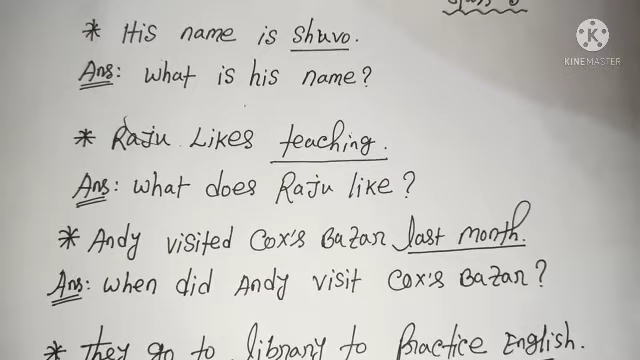 * His name is Shuvo.
Ans: What is his name?
* Raju Likes teaching.
Ans: What does Raju like?
* Andy visited Cox's Bazar last month.
Ans: When did Andy visit Cox's Bazar?
* They go to library to practice English.
KINEMASTER